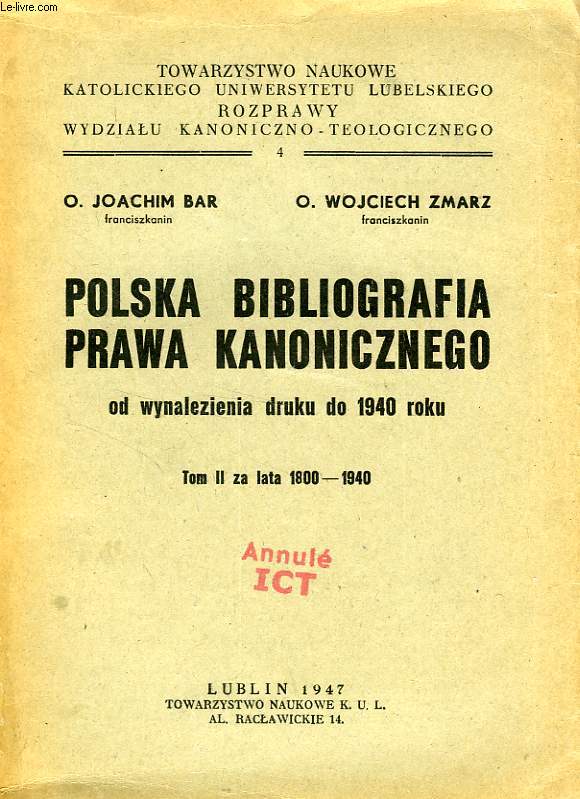 Le-livre.com
TOWARZYSTWO NAUKOWE
KATOLICKIEGO UNIWERSYTETU LUBELSKIEGO
ROZPRAWY
WYDZIAŁU KANONICZNO-TEOLOGICZNEGO
4
O. JOACHIM BAR O. WOJCIECH ZMARZ
franciszkanin franciszkanin
POLSKA BIBLIOGRAFIA
PRAWA KANONICZNEGO
od wynalezienia druku do 1940 roku
Tom II za lata 1800—1940
Annulé
ICT
LUBLIN 1947
TOWARZYSTWO NAUKOWE K. U. L.
AL. RACŁAWICKIE 14.